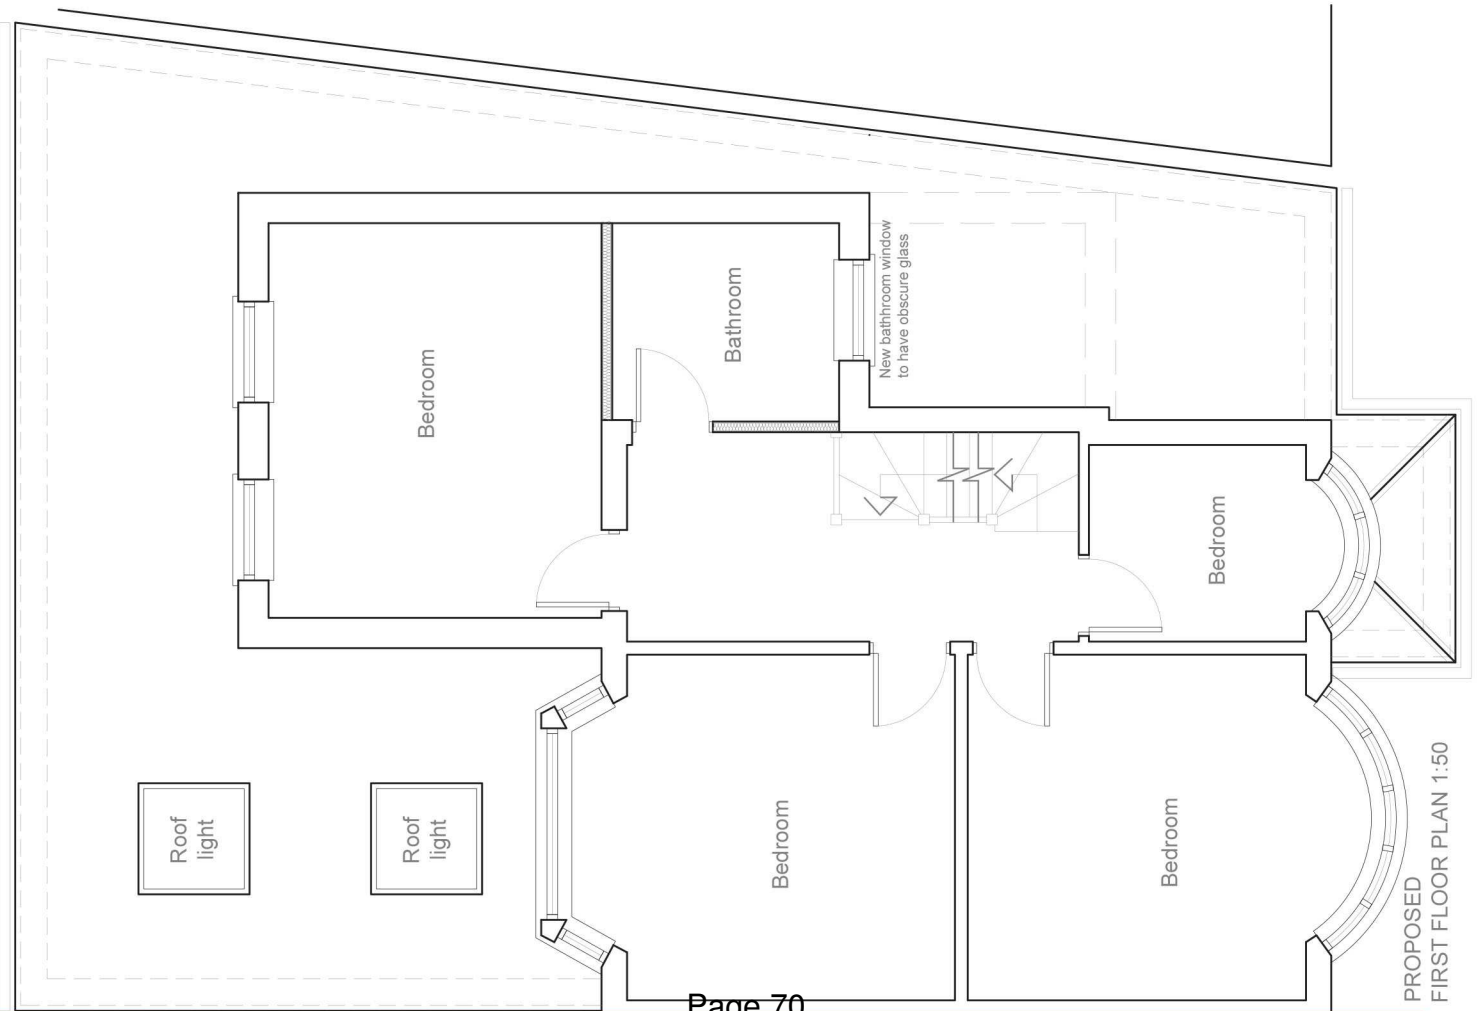 Bedroom
Bathroom
New bathhroom window
to have obscure glass
Bedroom
Roof
light
Roof
light
Bedroom
Bedroom
PROPOSED
FIRST FLOOR PLAN 1:50
Page 70